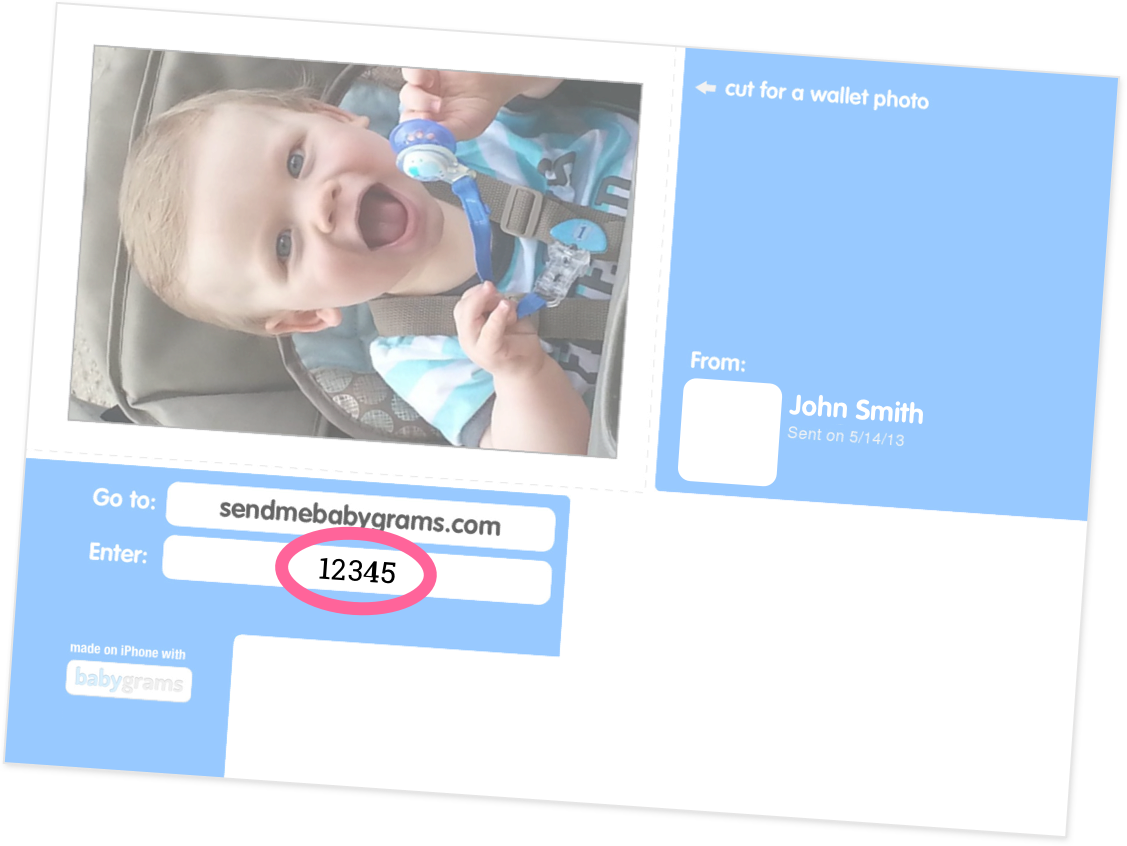 cut for a wallet photo
From:
John Smith
Sent on 5/14/13
Go to: sendmebabygrams.com
Enter: 12345
made on iPhone with
babygrams
1